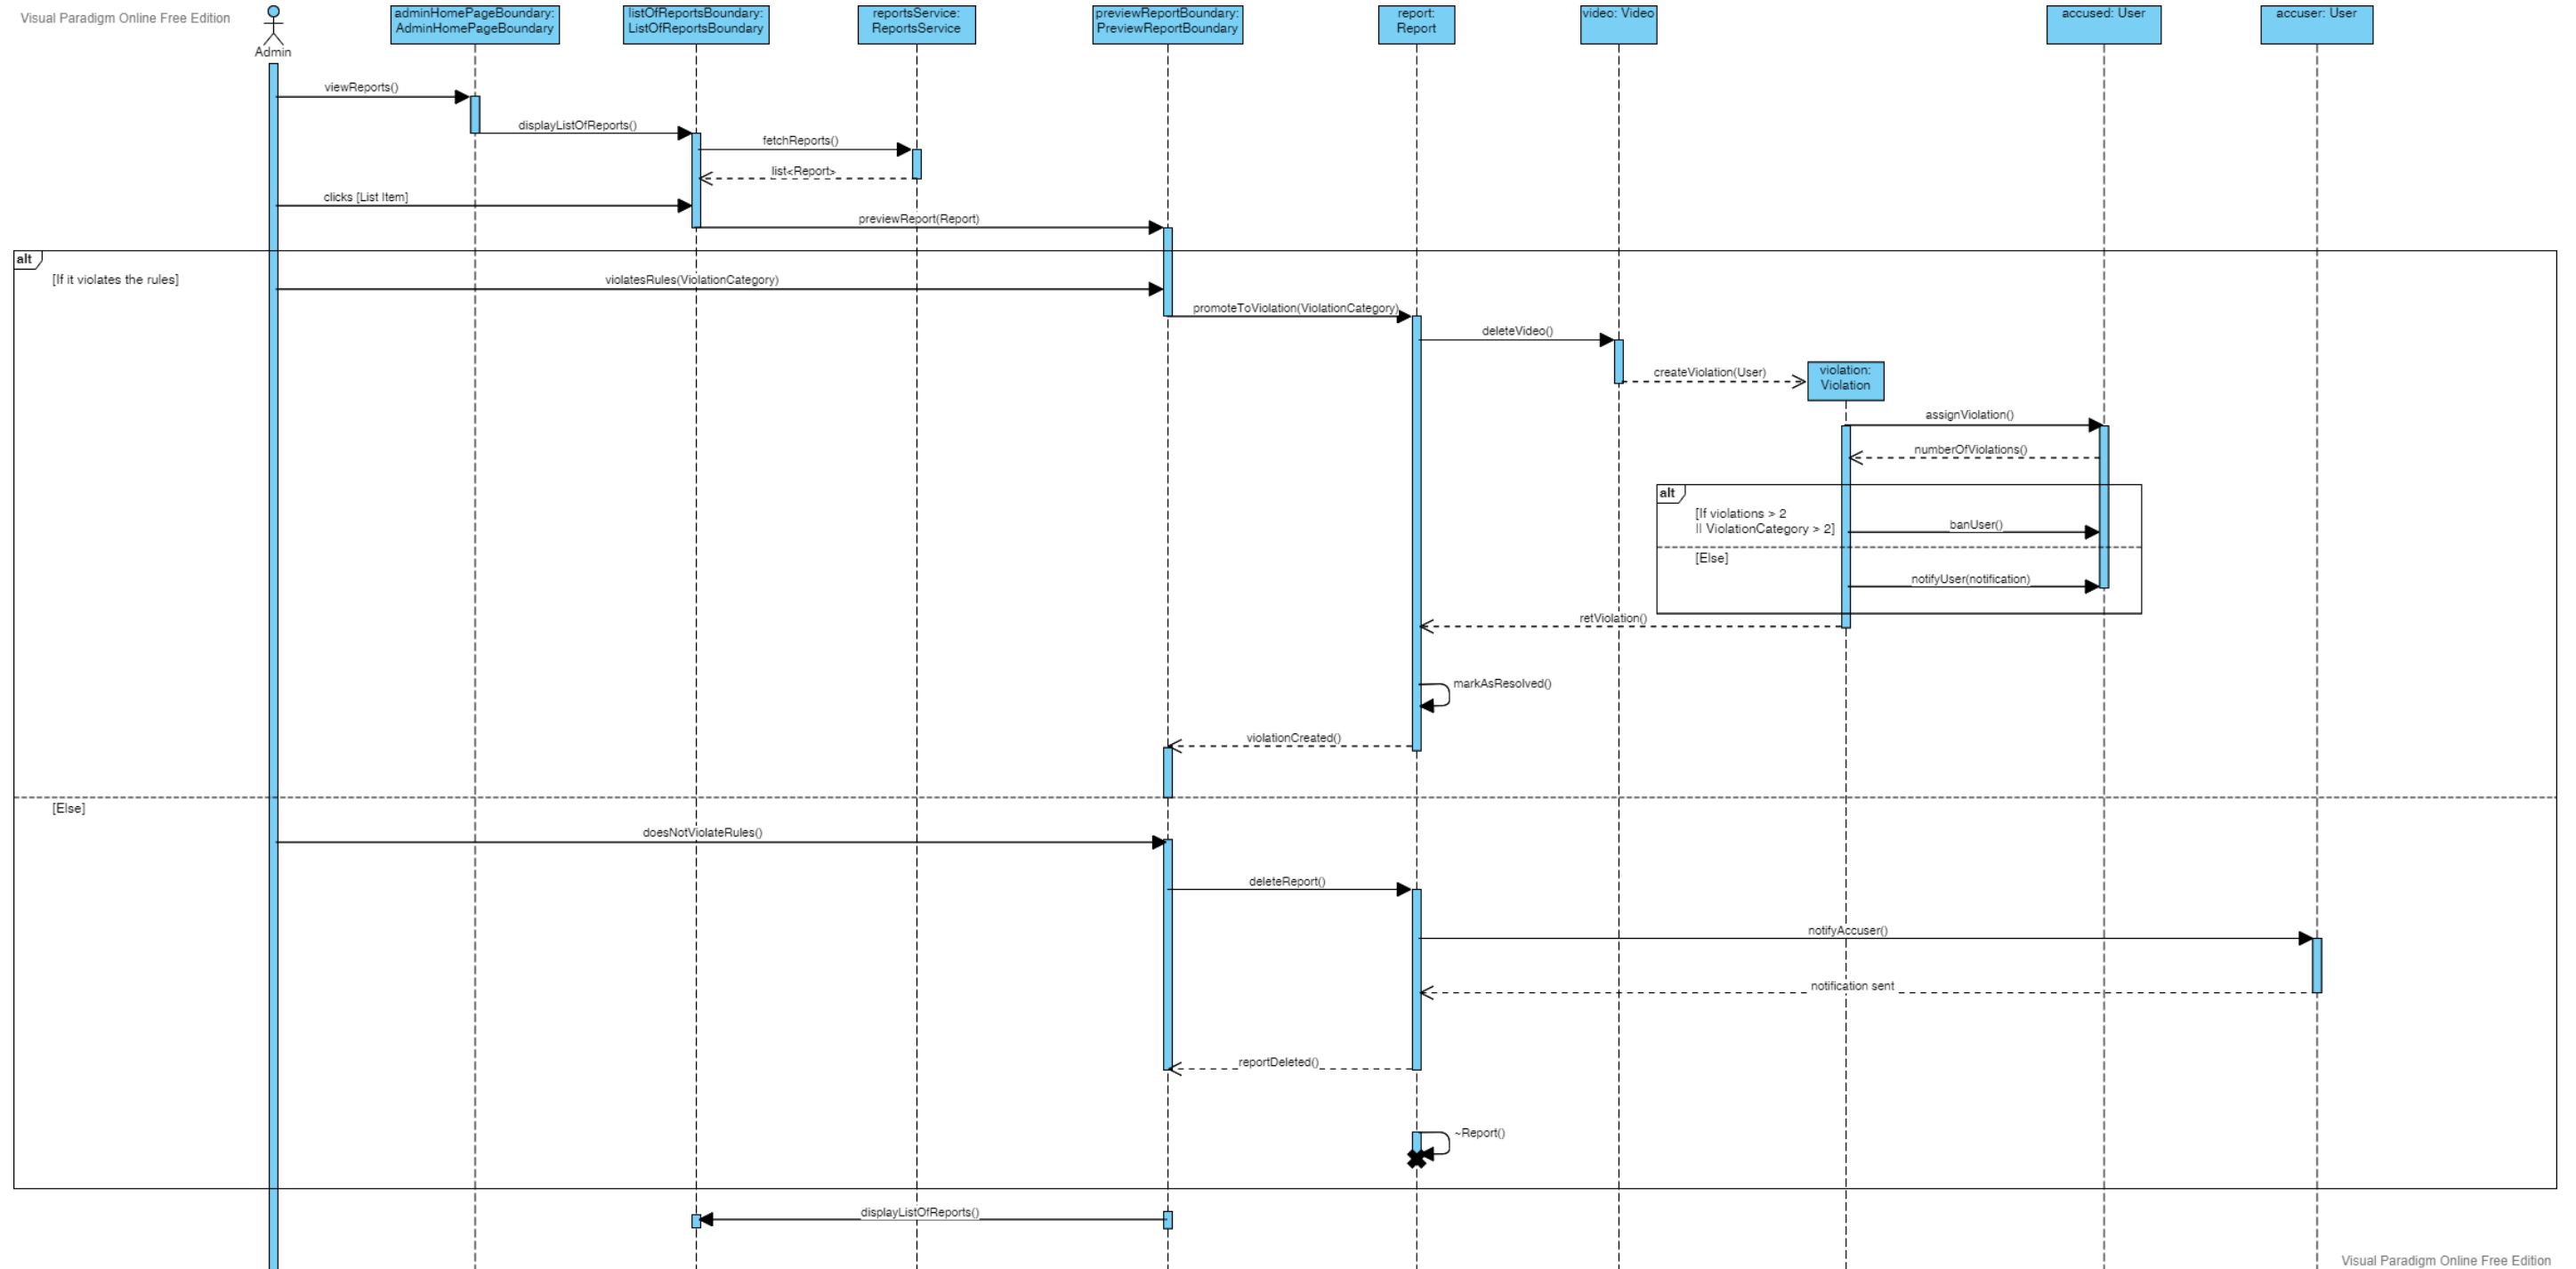 Visual Paradigm Online Free Edition
Admin
adminHomePageBoundary:
AdminHomePageBoundary
listOfReportsBoundary:
ListOfReportsBoundary
reportsService:
ReportsService
previewReportBoundary:
PreviewReportBoundary
report:
Report
video: Video
accused: User
accuser: User
viewReports()
displayListOfReports()
fetchReports()
list<Report>
clicks [List Item]
previewReport(Report)
alt
[If it violates the rules]
violatesRules(ViolationCategory)
promoteToViolation(ViolationCategory)
deleteVideo()
createViolation(User)
violation:
Violation
assignViolation()
numberOfViolations()
alt
[If violations > 2
|| ViolationCategory > 2]
banUser()
[Else]
notifyUser(notification)
retViolation()
markAsResolved()
violationCreated()
[Else]
doesNotViolateRules()
deleteReport()
notifyAccuser()
notification sent
reportDeleted()
~Report()
displayListOfReports()
Visual Paradigm Online Free Edition